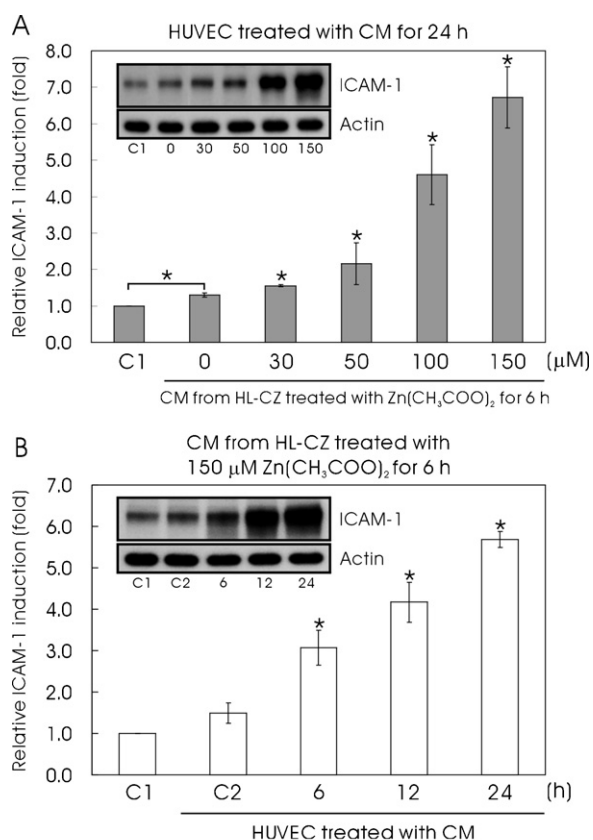 A
HUVEC treated with CM for 24 h
Relative ICAM-1 induction (fold)
8.0
7.0
6.0
5.0
4.0
3.0
2.0
1.0
0.0
ICAM-1
Actin
C1 0 30 50 100 150
* * * * *
C1 0 30 50 100 150 (μM)
CM from HL-CZ treated with Zn(CH₃COO)₂ for 6 h
B
CM from HL-CZ treated with
150 μM Zn(CH₃COO)₂ for 6 h
Relative ICAM-1 induction (fold)
7.0
6.0
5.0
4.0
3.0
2.0
1.0
0.0
ICAM-1
Actin
C1 C2 6 12 24
* * *
C1 C2 6 12 24 (h)
HUVEC treated with CM